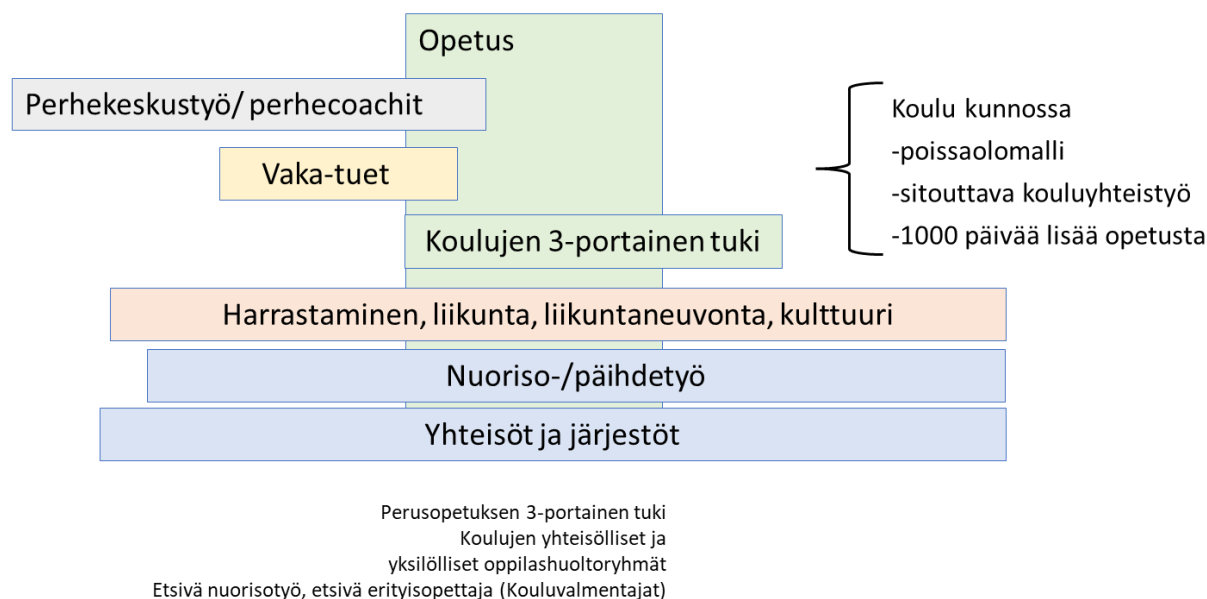 Opetus
Perhekeskustyö/ perhecoachit
Vaka-tuet
Koulujen 3-portainen tuki
Harrastaminen, liikunta, liikuntaneuvonta, kulttuuri
Nuoriso-/päihdetyö
Yhteisöt ja järjestöt
Koulu kunnossa
-poissaolomalli
-sitouttava kouluyhteistyö
-1000 päivää lisää opetusta
Perusopetuksen 3-portainen tuki
Koulujen yhteisölliset ja
yksilölliset oppilashuoltoryhmät
Etsivä nuorisotyö, etsivä erityisopettaja (Kouluvalmentajat)